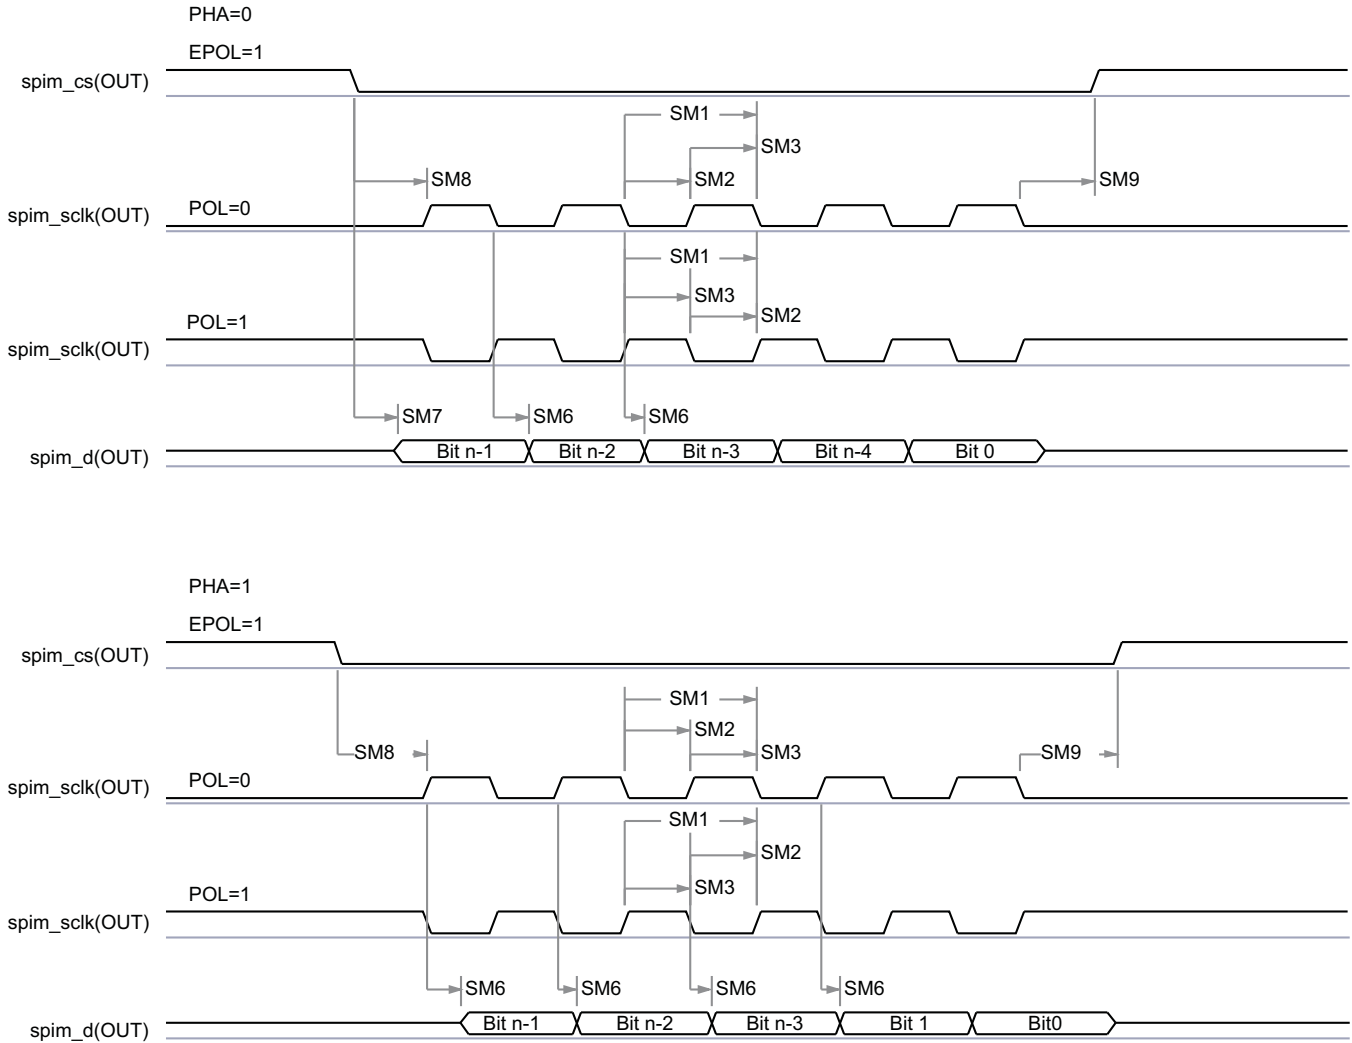 PHA=0
EPOL=1
spim_cs(OUT)
SM1
SM3
SM8
SM2
SM9
spim_sclk(OUT)
POL=0
SM1
SM3
SM2
POL=1
spim_sclk(OUT)
SM7
SM6
SM6
spim_d(OUT)
Bit n-1
Bit n-2
Bit n-3
Bit n-4
Bit 0
PHA=1
EPOL=1
spim_cs(OUT)
SM1
SM2
SM8
SM3
SM9
spim_sclk(OUT)
POL=0
SM1
SM2
SM3
POL=1
spim_sclk(OUT)
SM6
SM6
SM6
SM6
spim_d(OUT)
Bit n-1
Bit n-2
Bit n-3
Bit 1
Bit0